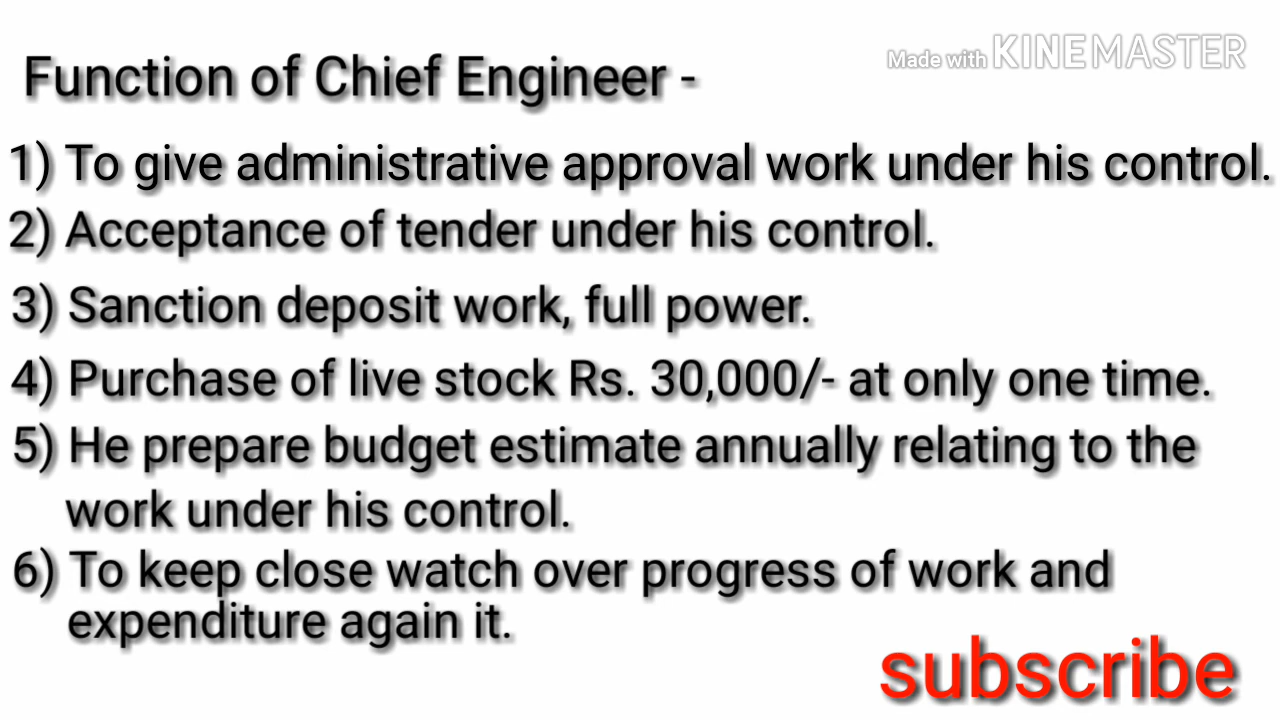 Made with KINEMASTER
Function of Chief Engineer -
1) To give administrative approval work under his control.
2) Acceptance of tender under his control.
3) Sanction deposit work, full power.
4) Purchase of live stock Rs. 30,000/- at only one time.
5) He prepare budget estimate annually relating to the
work under his control.
6) To keep close watch over progress of work and
expenditure again it.
subscribe